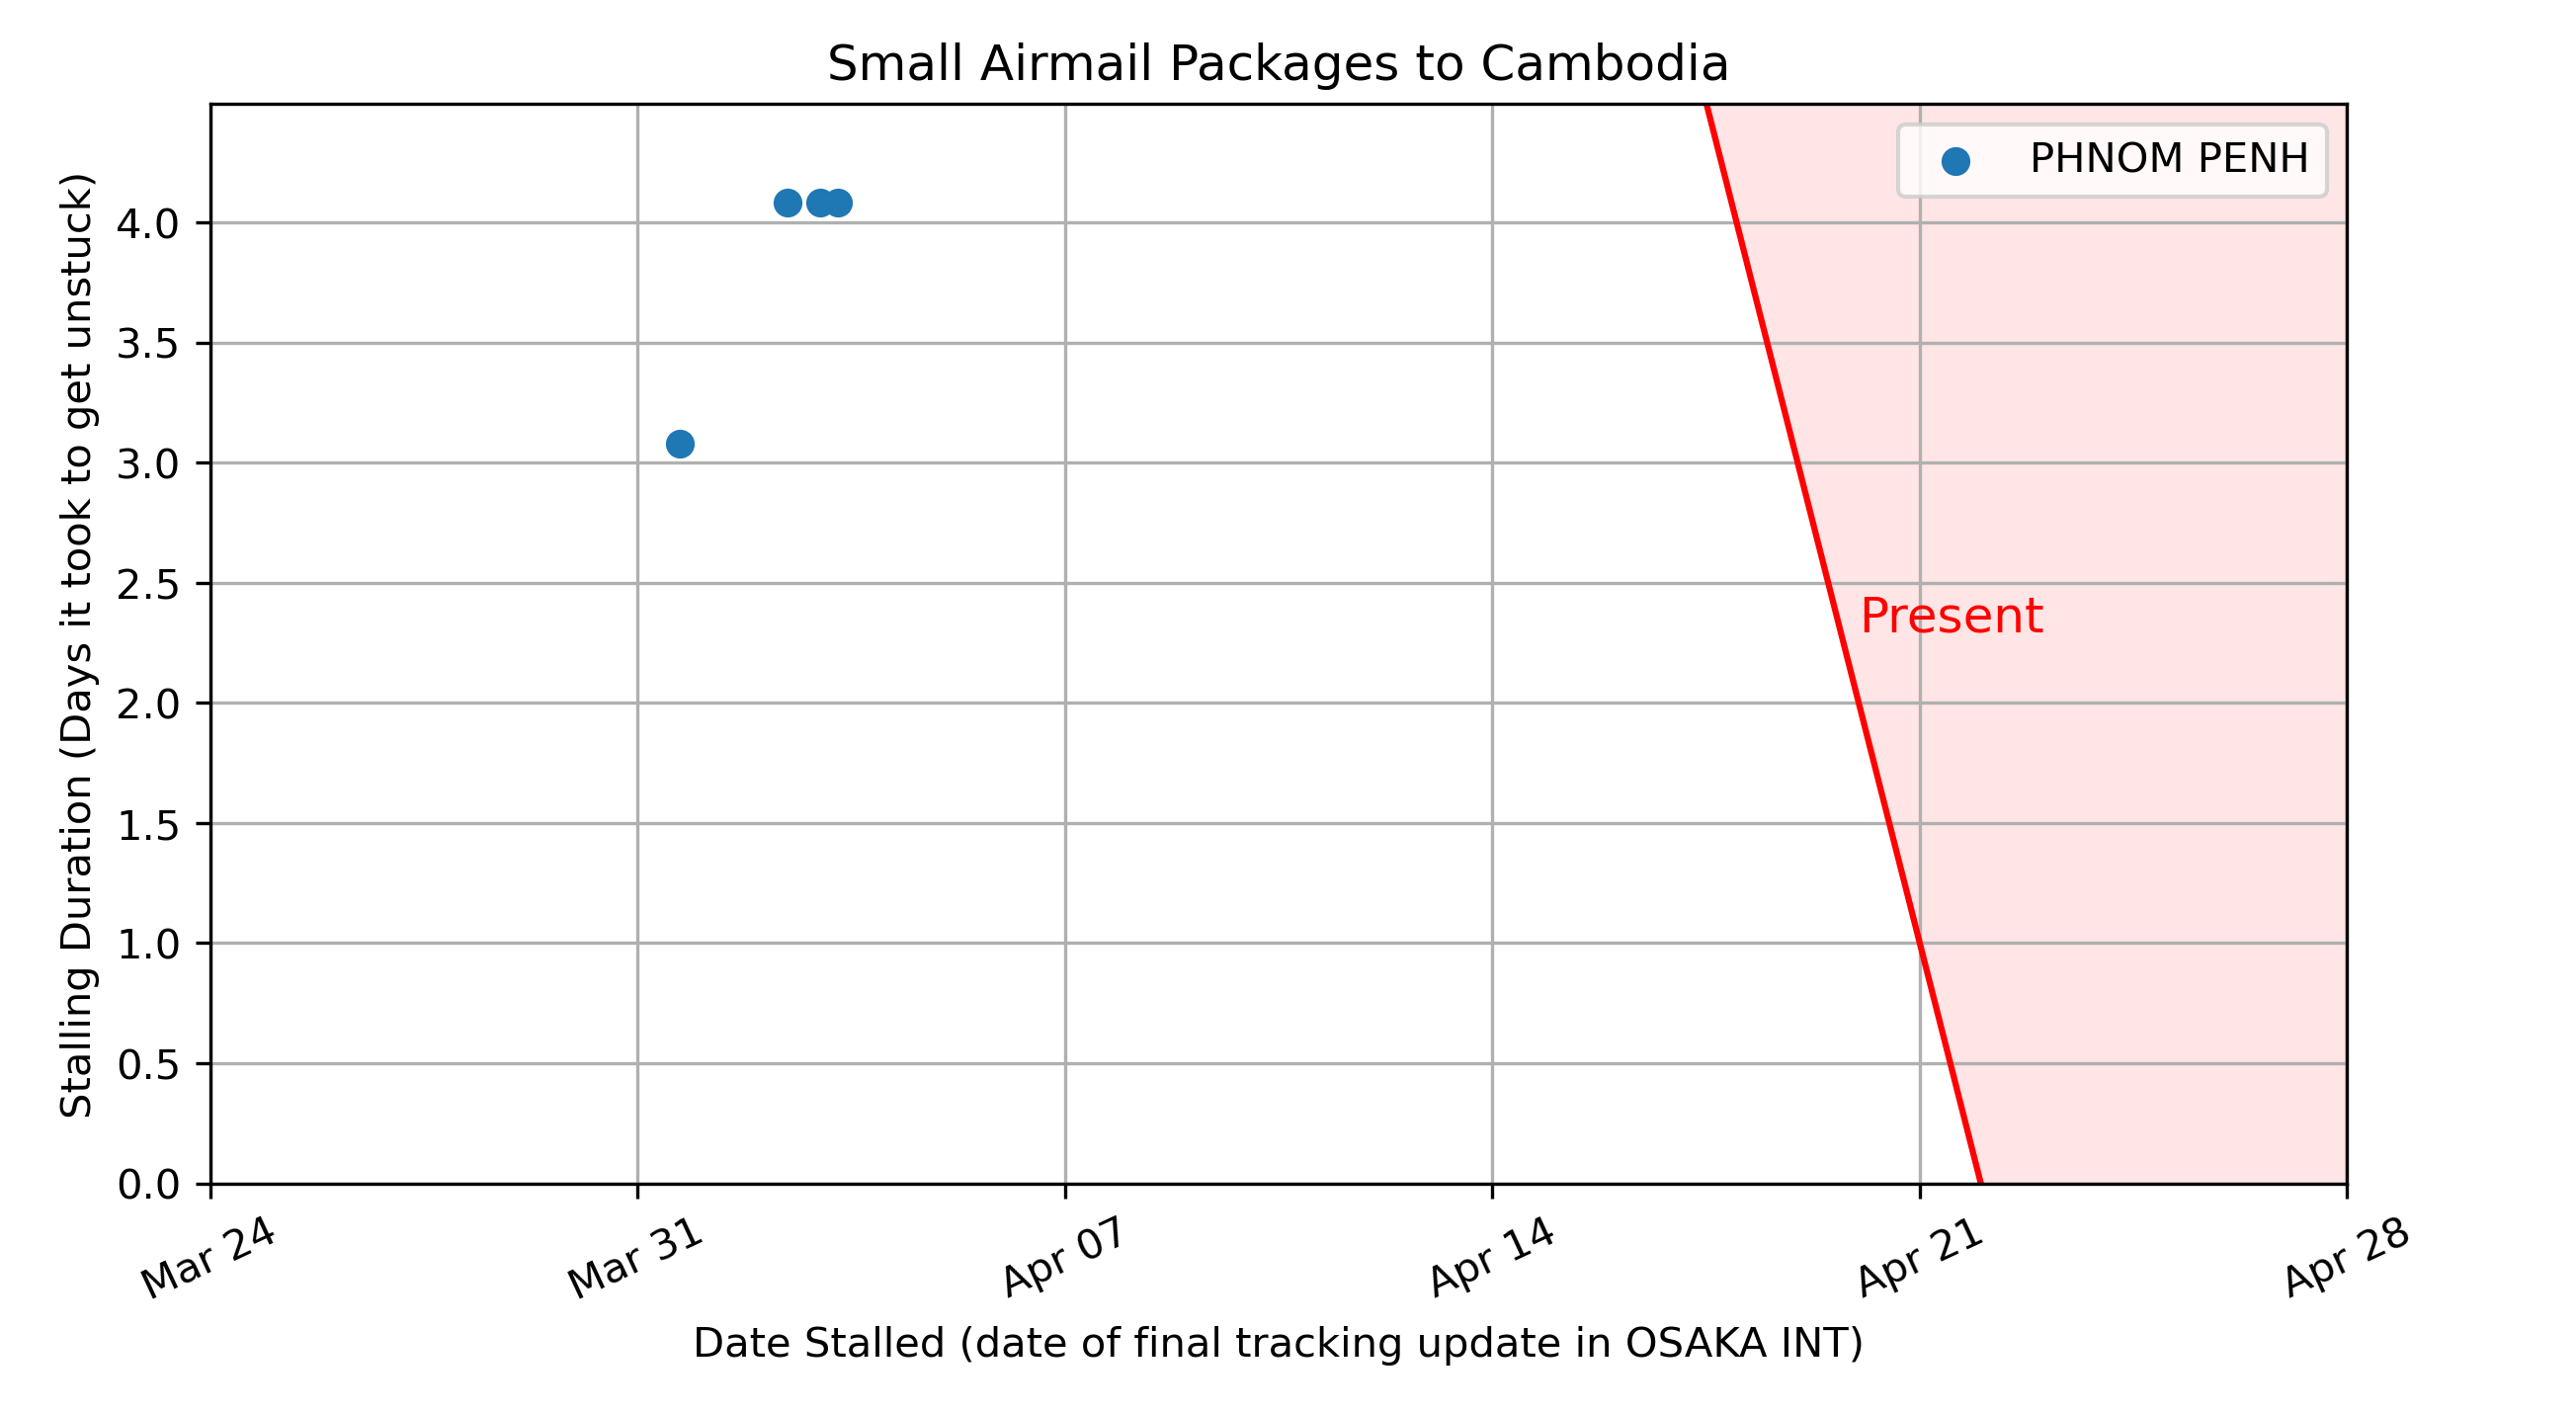 Small Airmail Packages to Cambodia
PHNOM PENH
Present
Stalling Duration (Days it took to get unstuck)
4.0
3.5
3.0
2.5
2.0
1.5
1.0
0.5
0.0
Mar 24
Mar 31
Apr 07
Apr 14
Apr 21
Apr 28
Date Stalled (date of final tracking update in OSAKA INT)